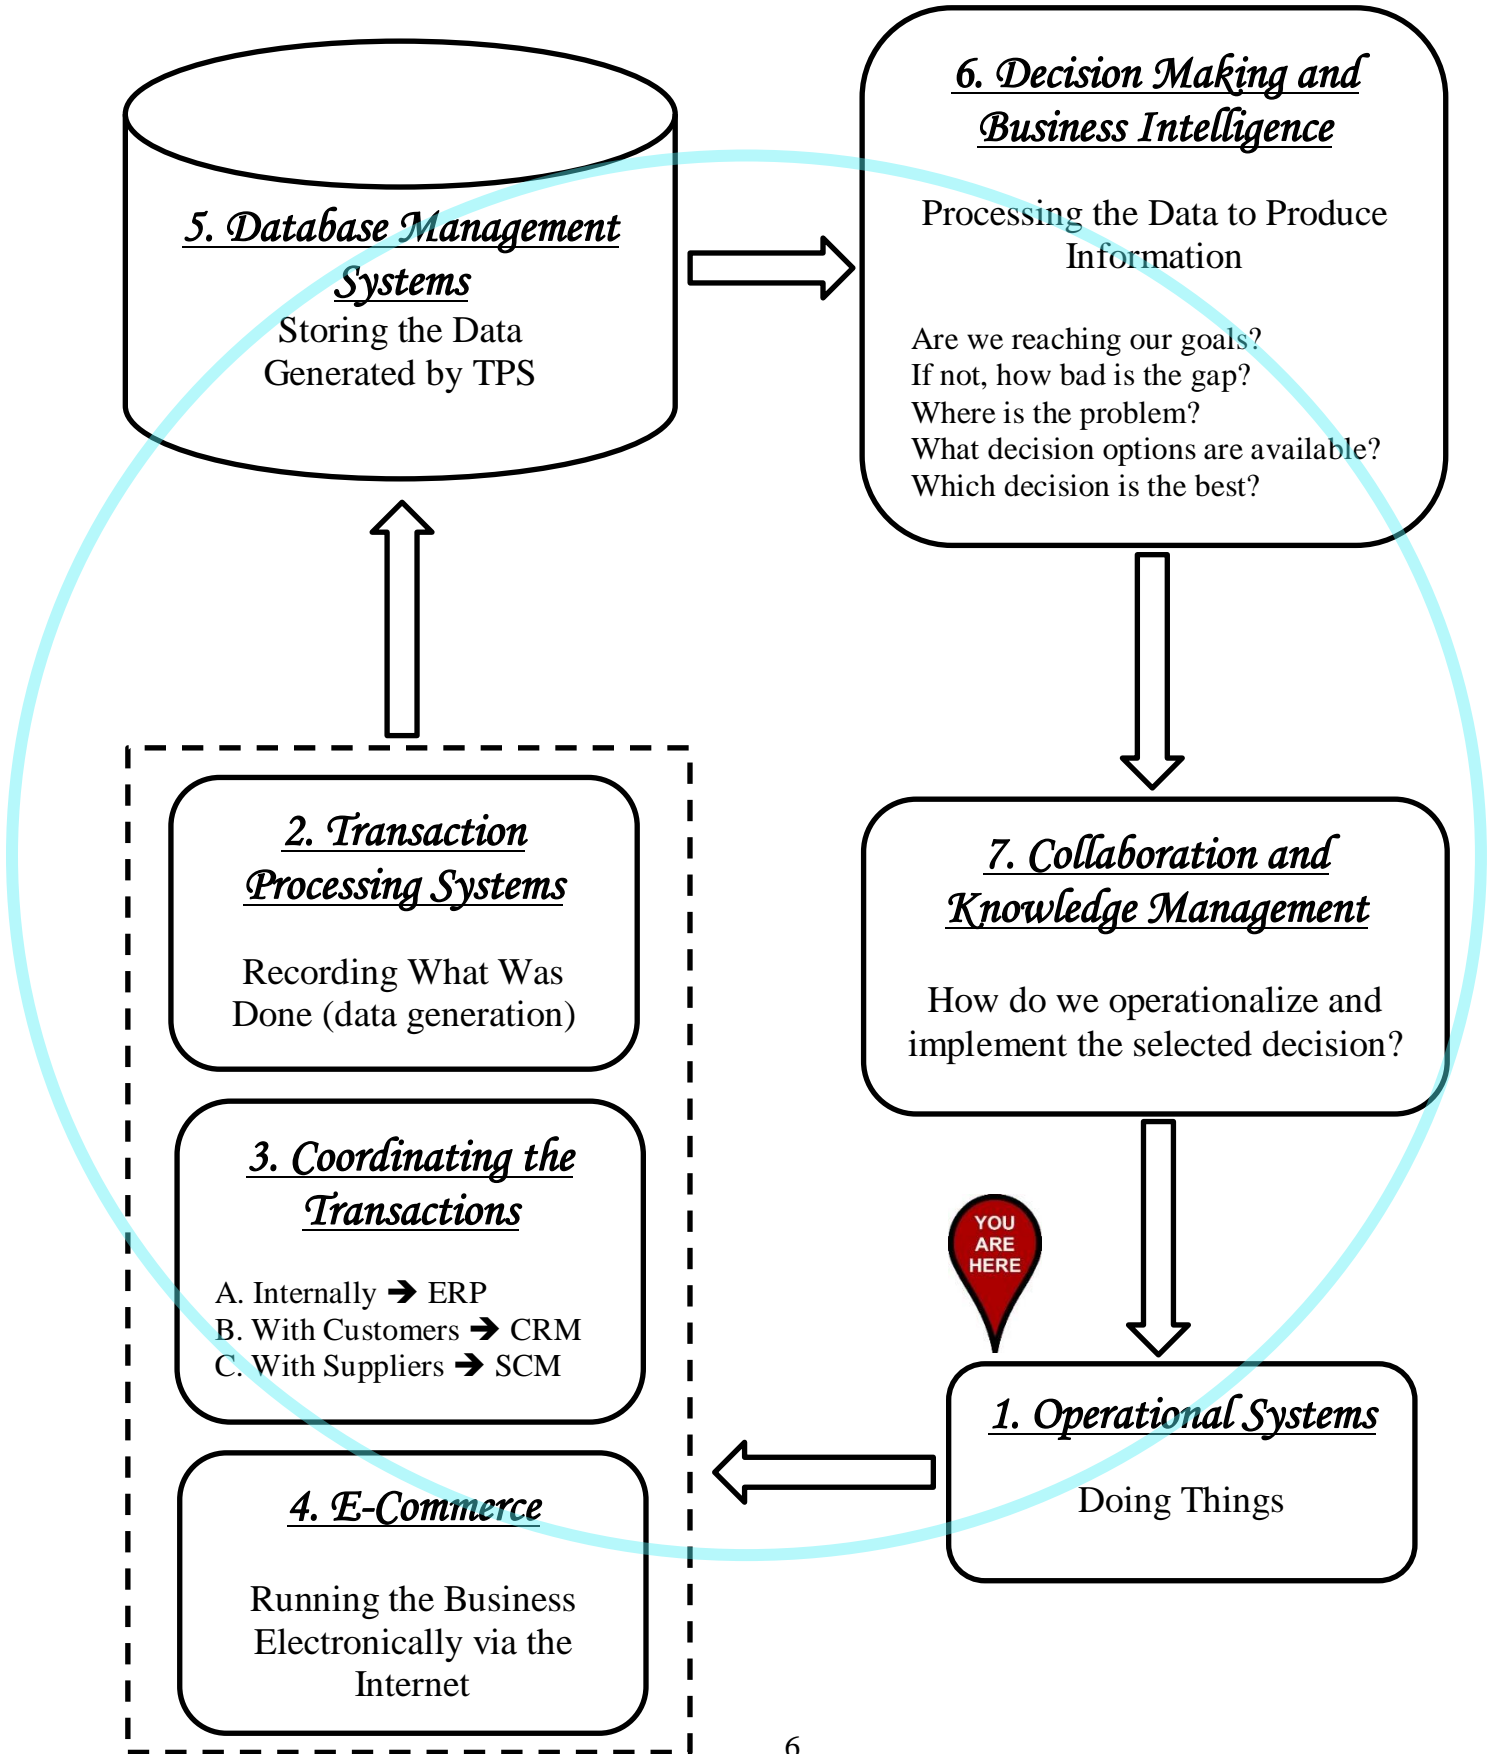 5. Database Management
Systems
Storing the Data
Generated by TPS
6. Decision Making and
Business Intelligence
Processing the Data to Produce
Information
Are we reaching our goals?
If not, how bad is the gap?
Where is the problem?
What decision options are available?
Which decision is the best?
2. Transaction
Processing Systems
Recording What Was
Done (data generation)
3. Coordinating the
Transactions
A. Internally ➔ ERP
B. With Customers ➔ CRM
C. With Suppliers ➔ SCM
4. E-Commerce
Running the Business
Electronically via the
Internet
7. Collaboration and
Knowledge Management
How do we operationalize and
implement the selected decision?
YOU
ARE
HERE
1. Operational Systems
Doing Things
6